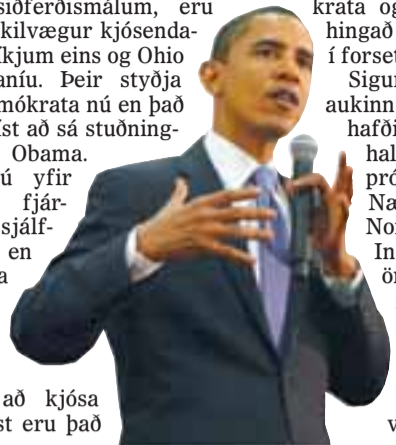 siðferðismálum, eru
kilvægur kjósenda-
kjum eins og Ohio
aníu. Þeir styðja
mókrata nú en það
íst að sá stuðning-
Obama.
ú yfir
fjár-
sjálf-
en
a
að kjósa
st eru það
krata og
hingað
í forset
Sigur
aukinn
hafði
hal
pró
Næ
Nor
In
ör
v